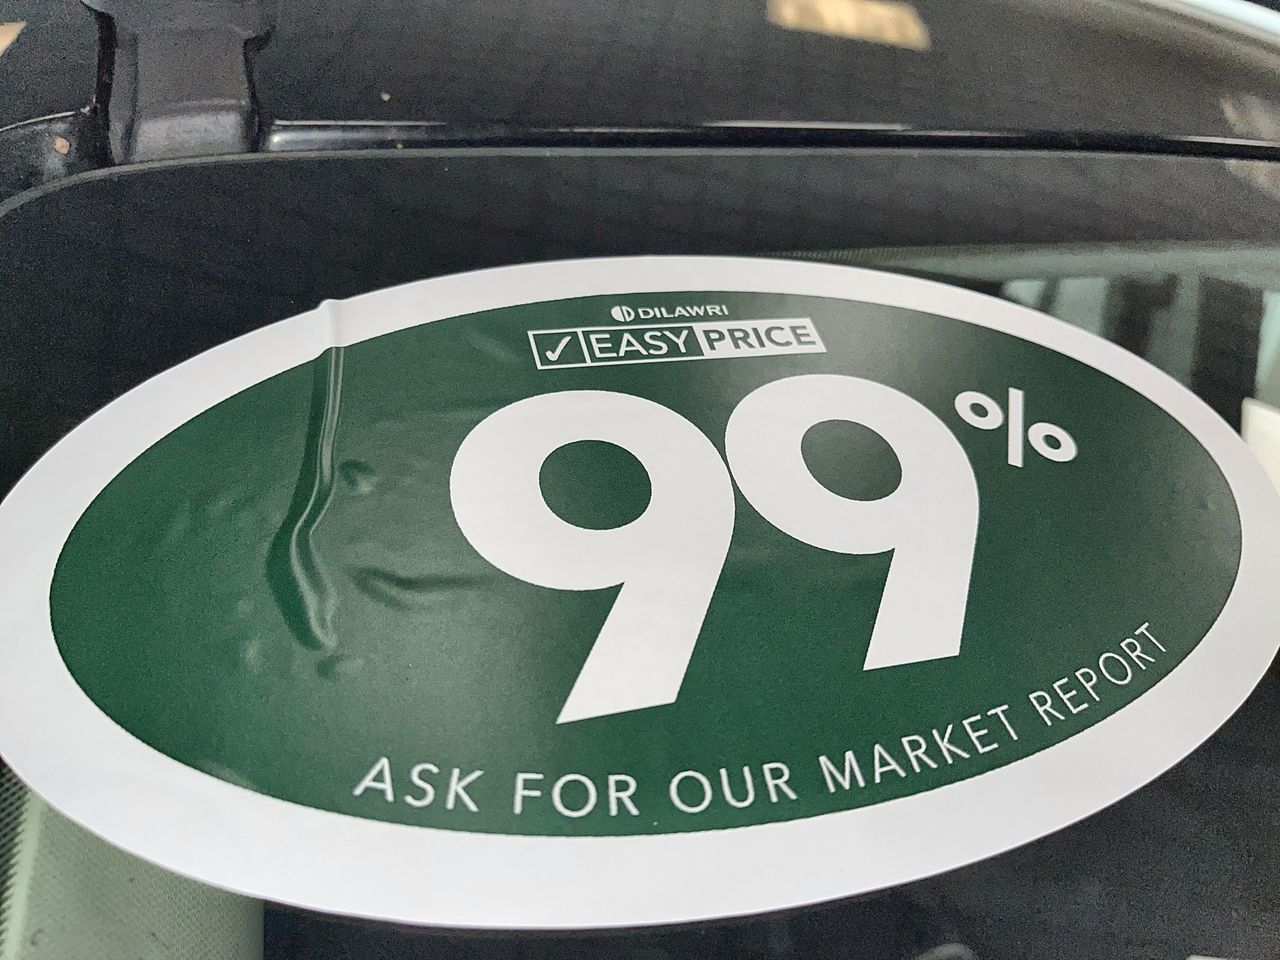 DILAWRI
✓ EASY PRICE
99%
ASK FOR OUR MARKET REPORT